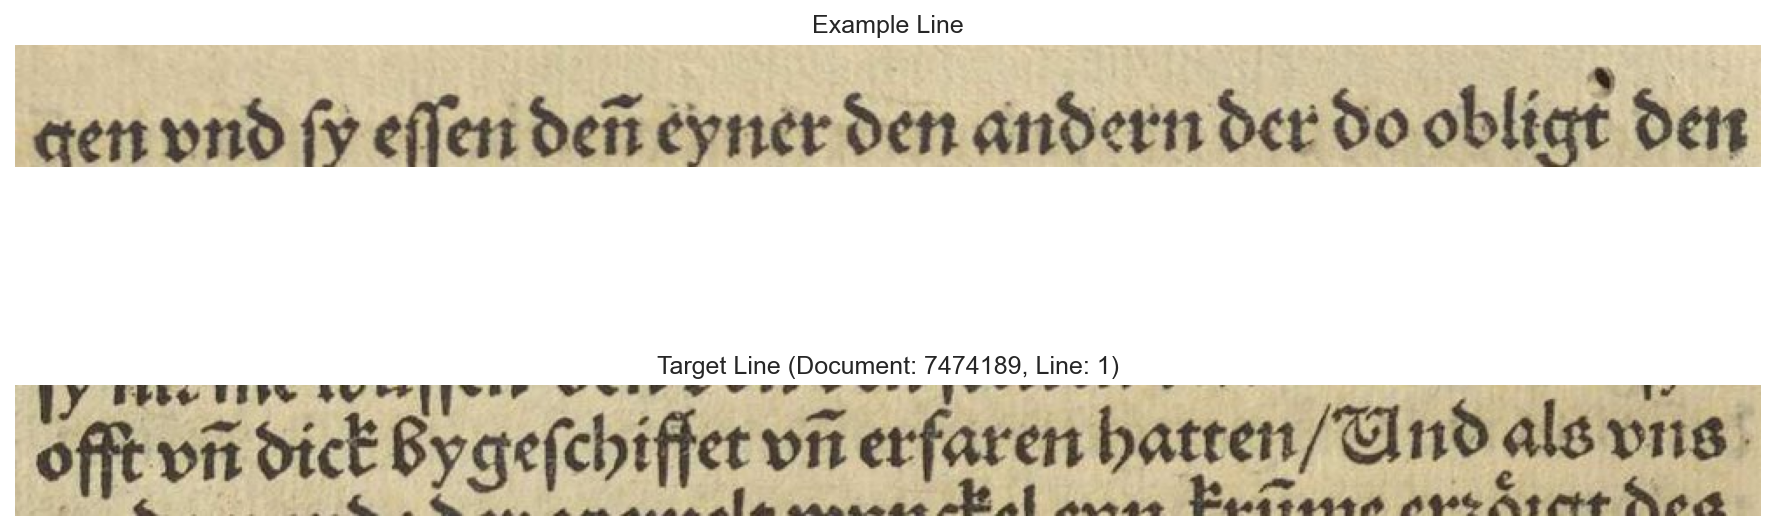 Example Line
gen vnd ſy eſſen deñ eyner den andern der do obligt den
Target Line (Document: 7474189, Line: 1)
offt vñ dick bygeſchiffet vñ erfaren hatten/Und als vns